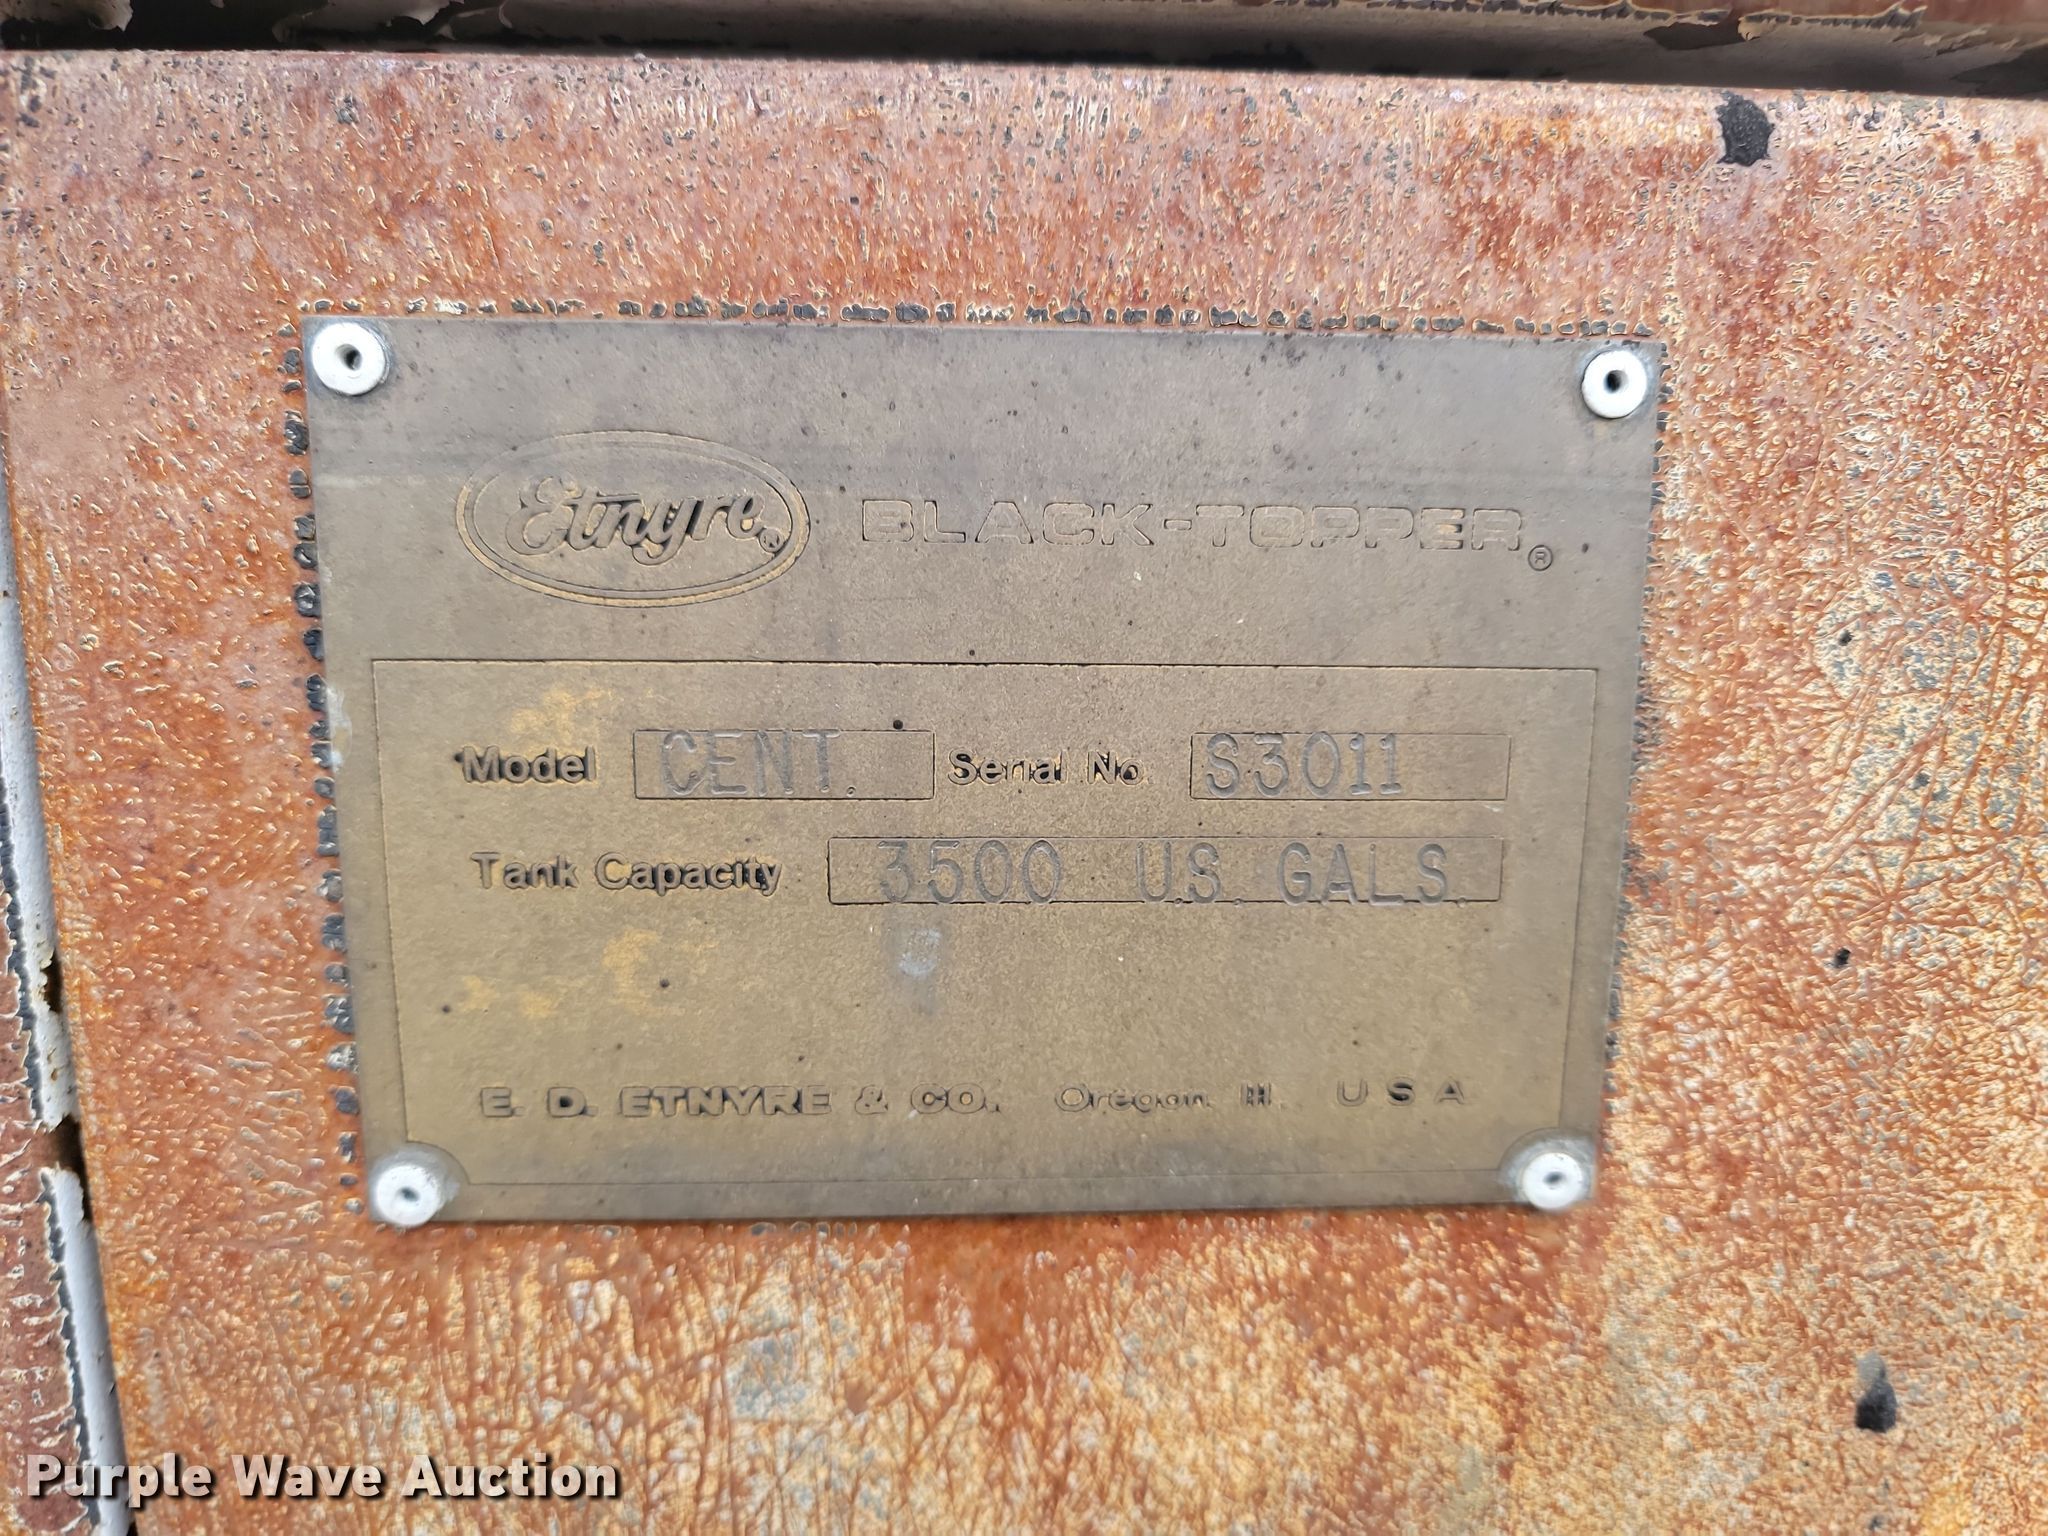 Etnyre® BLACK-TOPPER®
Model CENT. Serial No. S3011
Tank Capacity 3500 U.S. GALS.
E. D. ETNYRE & CO. Oregon Ill. U S A
Purple Wave Auction